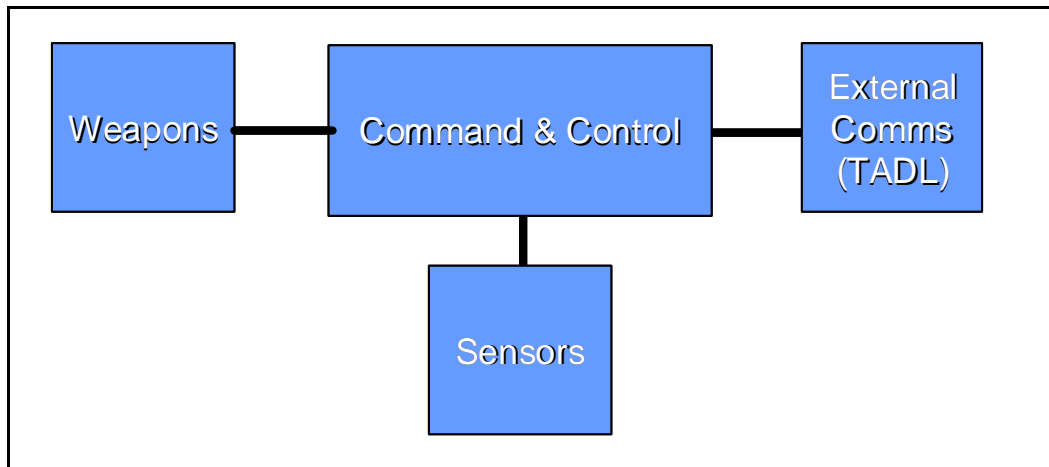 Weapons
Command & Control
External
Comms
(TADL)
Sensors